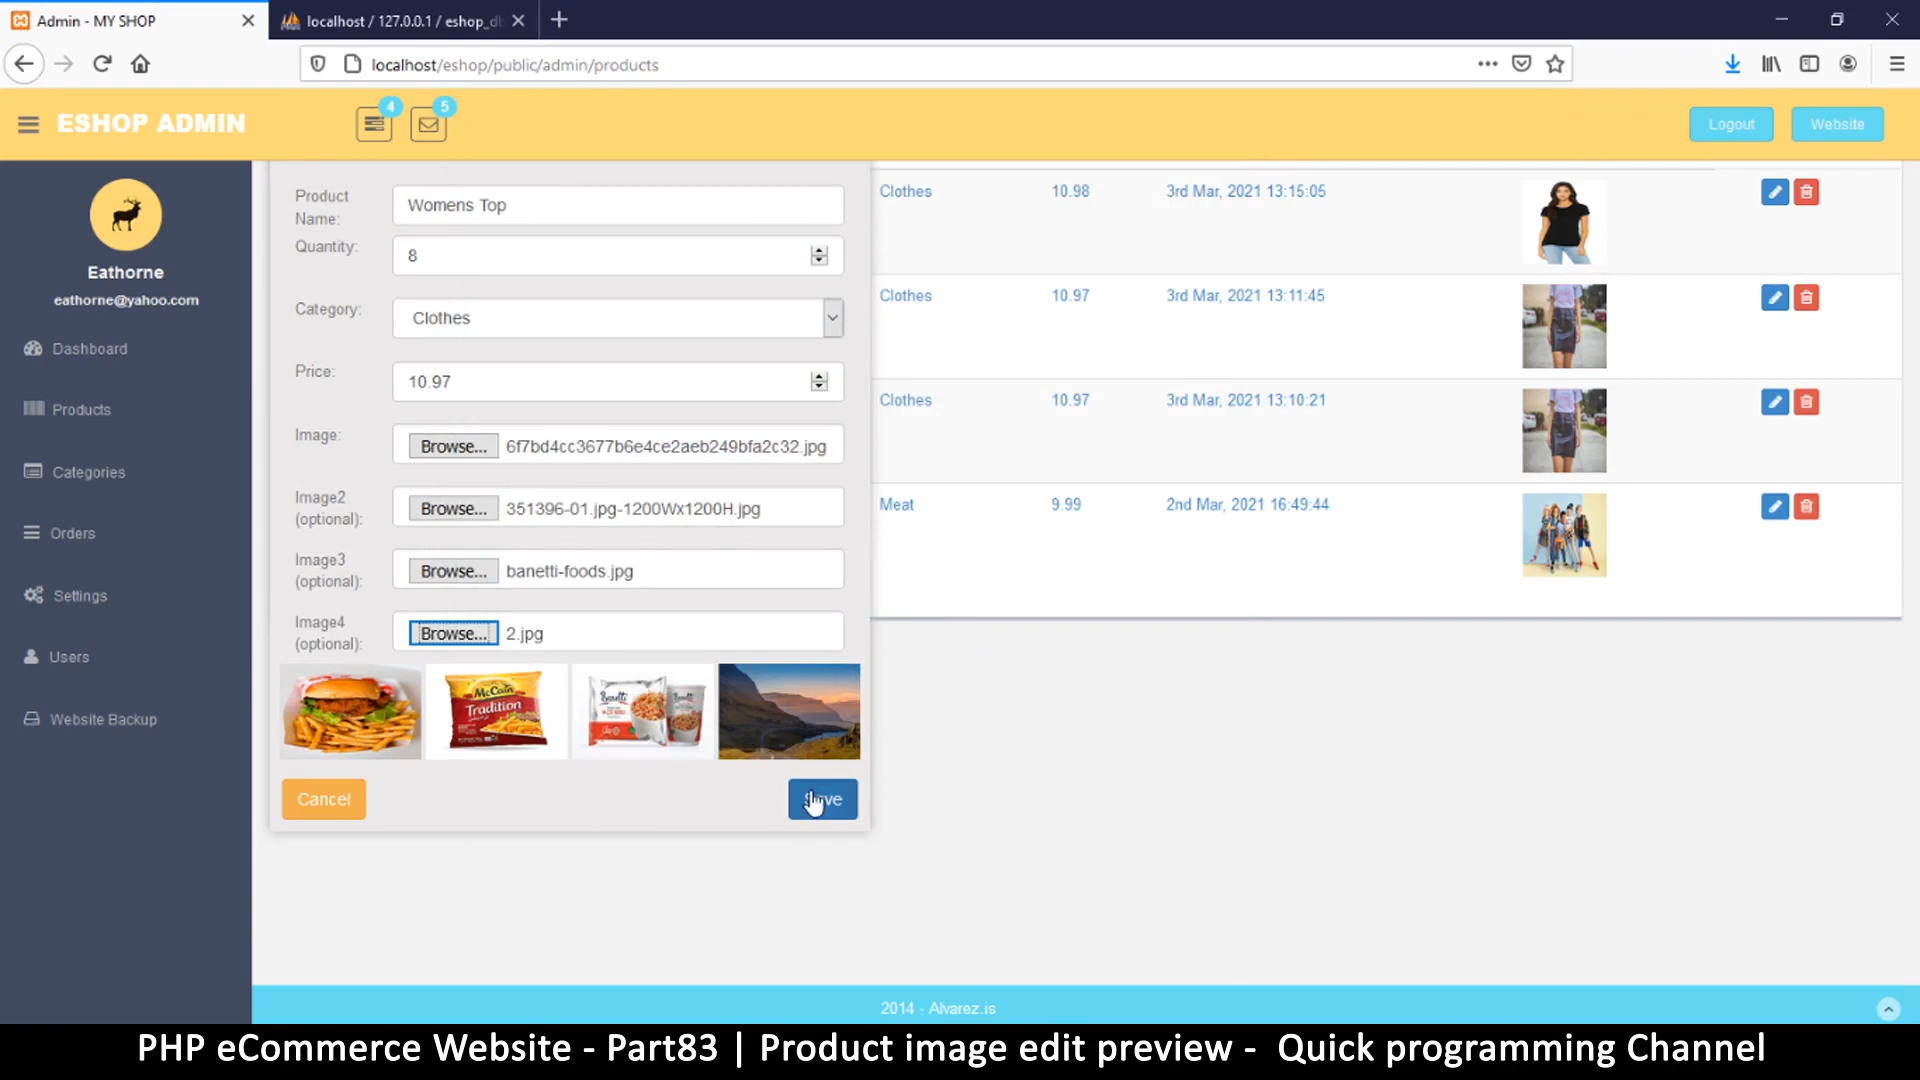 Admin - MY SHOP
localhost / 127.0.0.1 / eshop_d
localhost/eshop/public/admin/products
ESHOP ADMIN
4
5
Logout
Website
Eathorne
eathorne@yahoo.com
Dashboard
Products
Categories
Orders
Settings
Users
Website Backup
Product Name:
Womens Top
Quantity:
8
Category:
Clothes
Price:
10.97
Image:
Browse... 6f7bd4cc3677b6e4ce2aeb249bfa2c32.jpg
Image2 (optional):
Browse... 351396-01.jpg-1200Wx1200H.jpg
Image3 (optional):
Browse... banetti-foods.jpg
Image4 (optional):
Browse... 2.jpg
McCain
Tradition
Banetti
Cancel
Clothes 10.98 3rd Mar, 2021 13:15:05
Clothes 10.97 3rd Mar, 2021 13:11:45
Clothes 10.97 3rd Mar, 2021 13:10:21
Meat 9.99 2nd Mar, 2021 16:49:44
2014 - Alvarez.is
PHP eCommerce Website - Part83 | Product image edit preview - Quick programming Channel